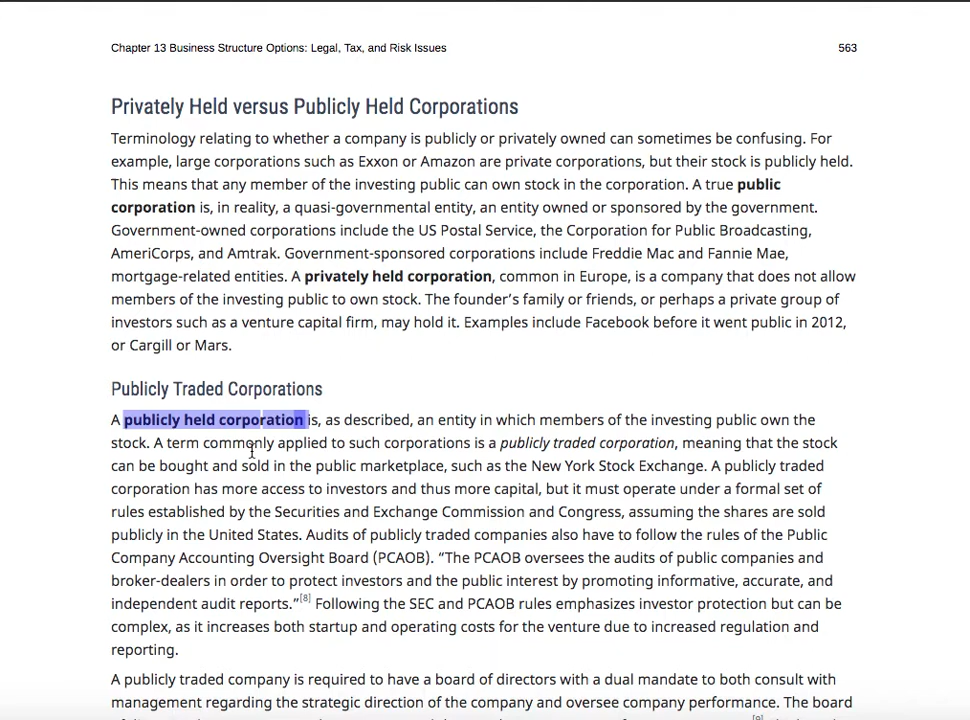 Chapter 13 Business Structure Options: Legal, Tax, and Risk Issues 563
Privately Held versus Publicly Held Corporations
Terminology relating to whether a company is publicly or privately owned can sometimes be confusing. For
example, large corporations such as Exxon or Amazon are private corporations, but their stock is publicly held.
This means that any member of the investing public can own stock in the corporation. A true public
corporation is, in reality, a quasi-governmental entity, an entity owned or sponsored by the government.
Government-owned corporations include the US Postal Service, the Corporation for Public Broadcasting,
AmeriCorps, and Amtrak. Government-sponsored corporations include Freddie Mac and Fannie Mae,
mortgage-related entities. A privately held corporation, common in Europe, is a company that does not allow
members of the investing public to own stock. The founder’s family or friends, or perhaps a private group of
investors such as a venture capital firm, may hold it. Examples include Facebook before it went public in 2012,
or Cargill or Mars.
Publicly Traded Corporations
A publicly held corporation is, as described, an entity in which members of the investing public own the
stock. A term commonly applied to such corporations is a publicly traded corporation, meaning that the stock
can be bought and sold in the public marketplace, such as the New York Stock Exchange. A publicly traded
corporation has more access to investors and thus more capital, but it must operate under a formal set of
rules established by the Securities and Exchange Commission and Congress, assuming the shares are sold
publicly in the United States. Audits of publicly traded companies also have to follow the rules of the Public
Company Accounting Oversight Board (PCAOB). “The PCAOB oversees the audits of public companies and
broker-dealers in order to protect investors and the public interest by promoting informative, accurate, and
independent audit reports.”[8] Following the SEC and PCAOB rules emphasizes investor protection but can be
complex, as it increases both startup and operating costs for the venture due to increased regulation and
reporting.
A publicly traded company is required to have a board of directors with a dual mandate to both consult with
management regarding the strategic direction of the company and oversee company performance. The board
[9]